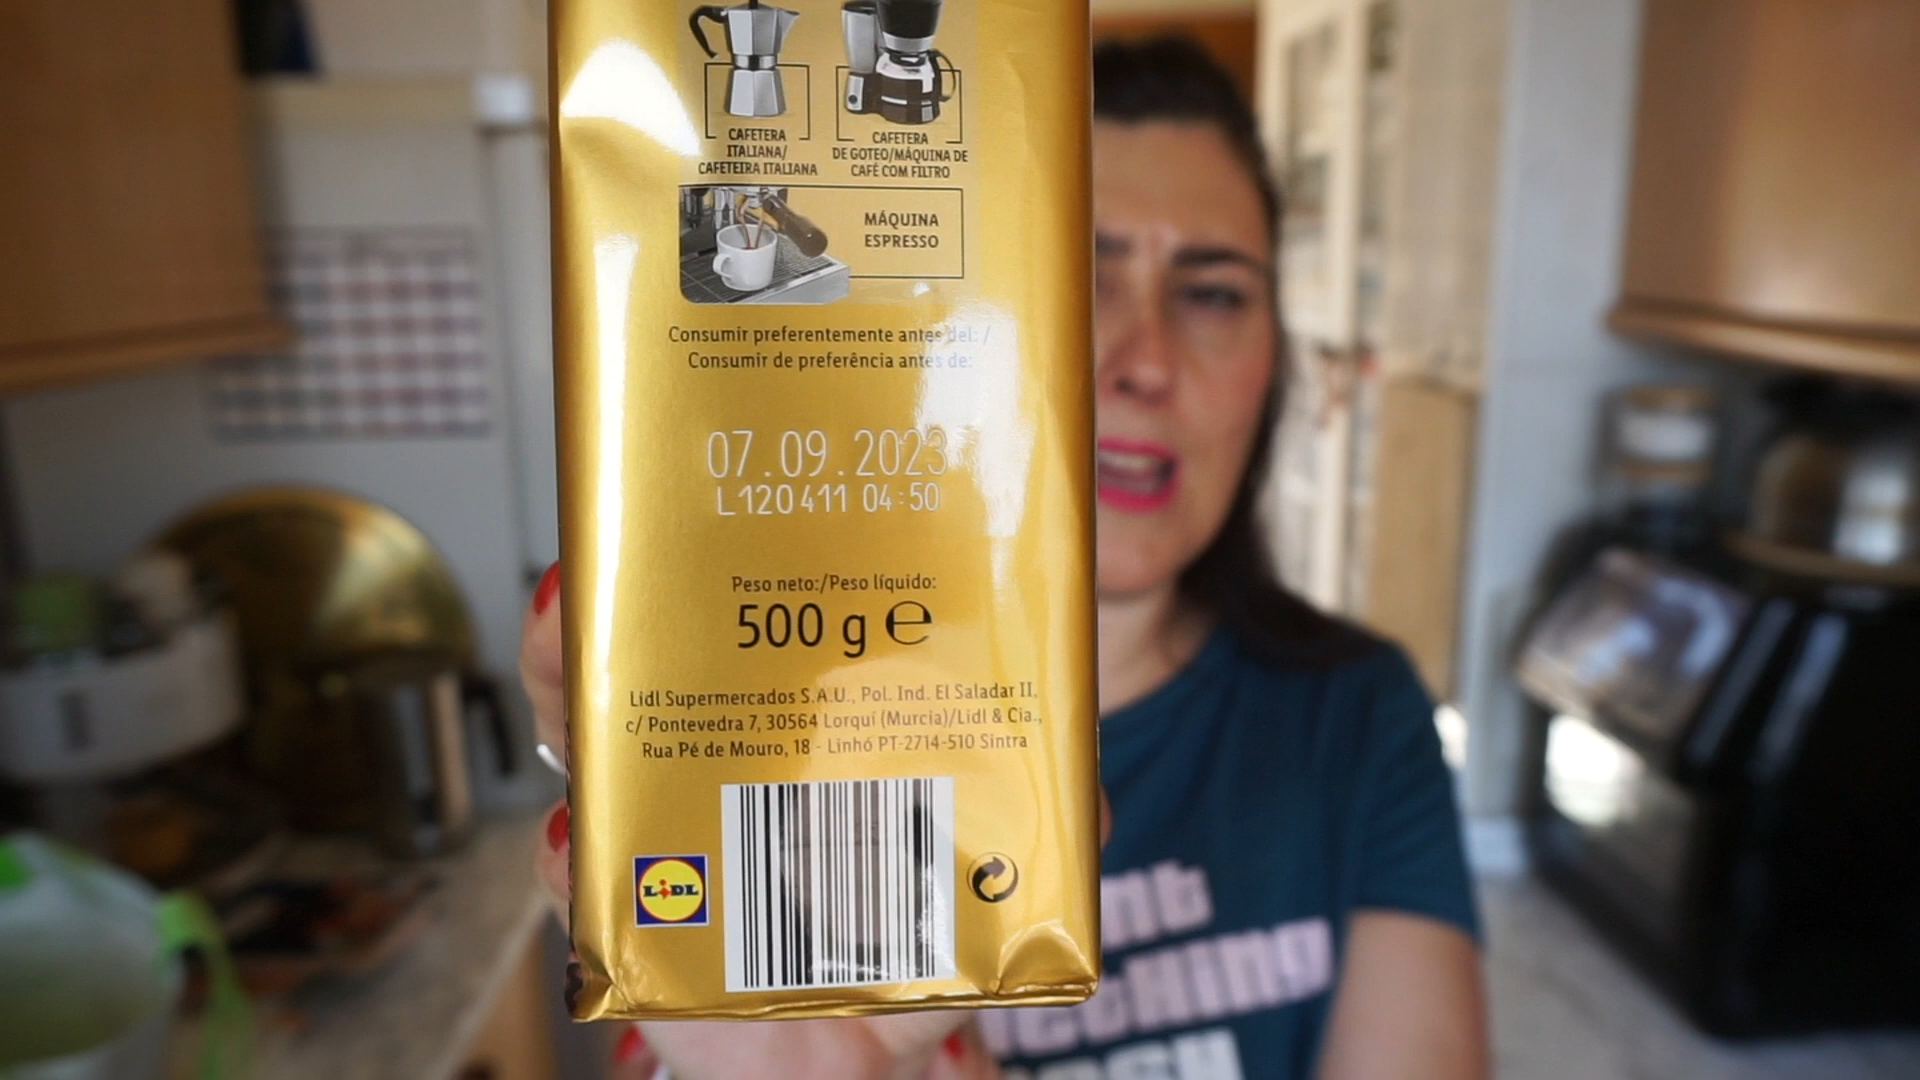 CAFETERA
ITALIANA/
CAFETEIRA ITALIANA
CAFETERA
DE GOTEO/MÁQUINA DE
CAFÉ COM FILTRO
MÁQUINA
ESPRESSO
Consumir preferentemente antes del: /
Consumir de preferência antes de:
07.09.2023
L120411 04:50
Peso neto:/Peso líquido:
500 g e
Lidl Supermercados S.A.U., Pol. Ind. El Saladar II,
c/ Pontevedra 7, 30564 Lorquí (Murcia)/Lidl & Cia.,
Rua Pé de Mouro, 18 - Linhó PT-2714-510 Sintra
LIDL